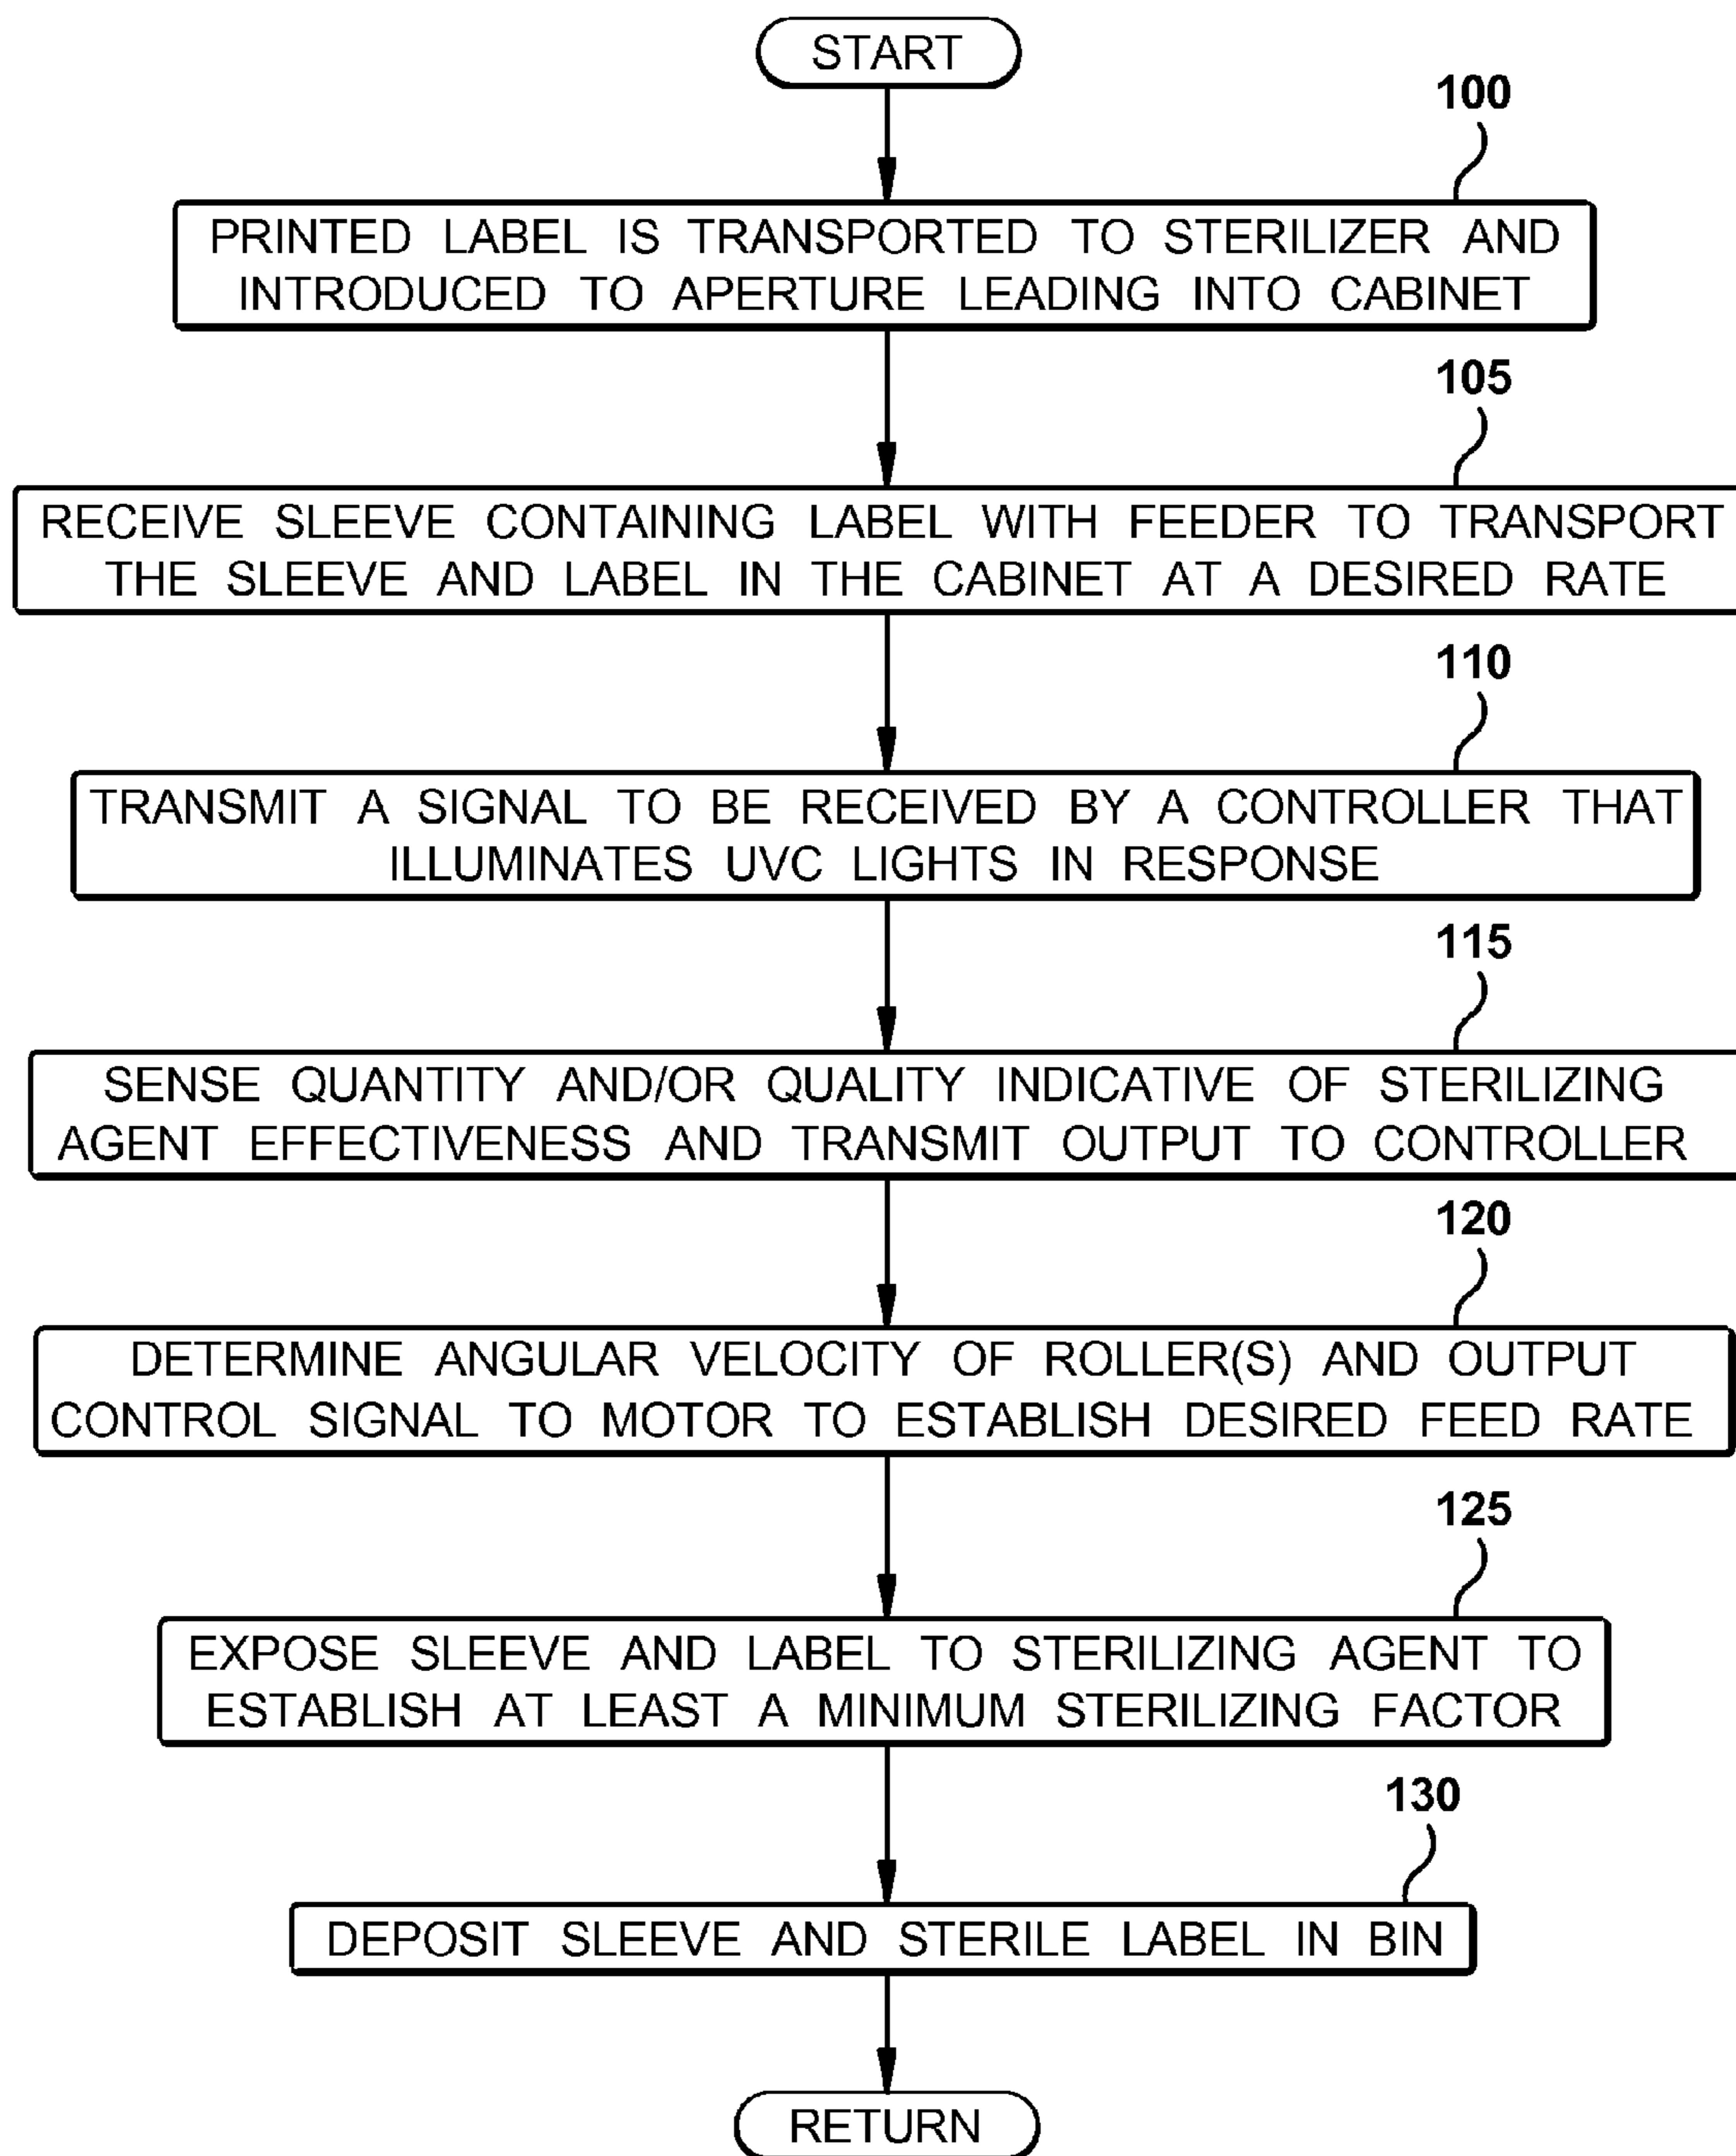 START
100
PRINTED LABEL IS TRANSPORTED TO STERILIZER AND
INTRODUCED TO APERTURE LEADING INTO CABINET
105
RECEIVE SLEEVE CONTAINING LABEL WITH FEEDER TO TRANSPORT
THE SLEEVE AND LABEL IN THE CABINET AT A DESIRED RATE
110
TRANSMIT A SIGNAL TO BE RECEIVED BY A CONTROLLER THAT
ILLUMINATES UVC LIGHTS IN RESPONSE
115
SENSE QUANTITY AND/OR QUALITY INDICATIVE OF STERILIZING
AGENT EFFECTIVENESS AND TRANSMIT OUTPUT TO CONTROLLER
120
DETERMINE ANGULAR VELOCITY OF ROLLER(S) AND OUTPUT
CONTROL SIGNAL TO MOTOR TO ESTABLISH DESIRED FEED RATE
125
EXPOSE SLEEVE AND LABEL TO STERILIZING AGENT TO
ESTABLISH AT LEAST A MINIMUM STERILIZING FACTOR
130
DEPOSIT SLEEVE AND STERILE LABEL IN BIN
RETURN